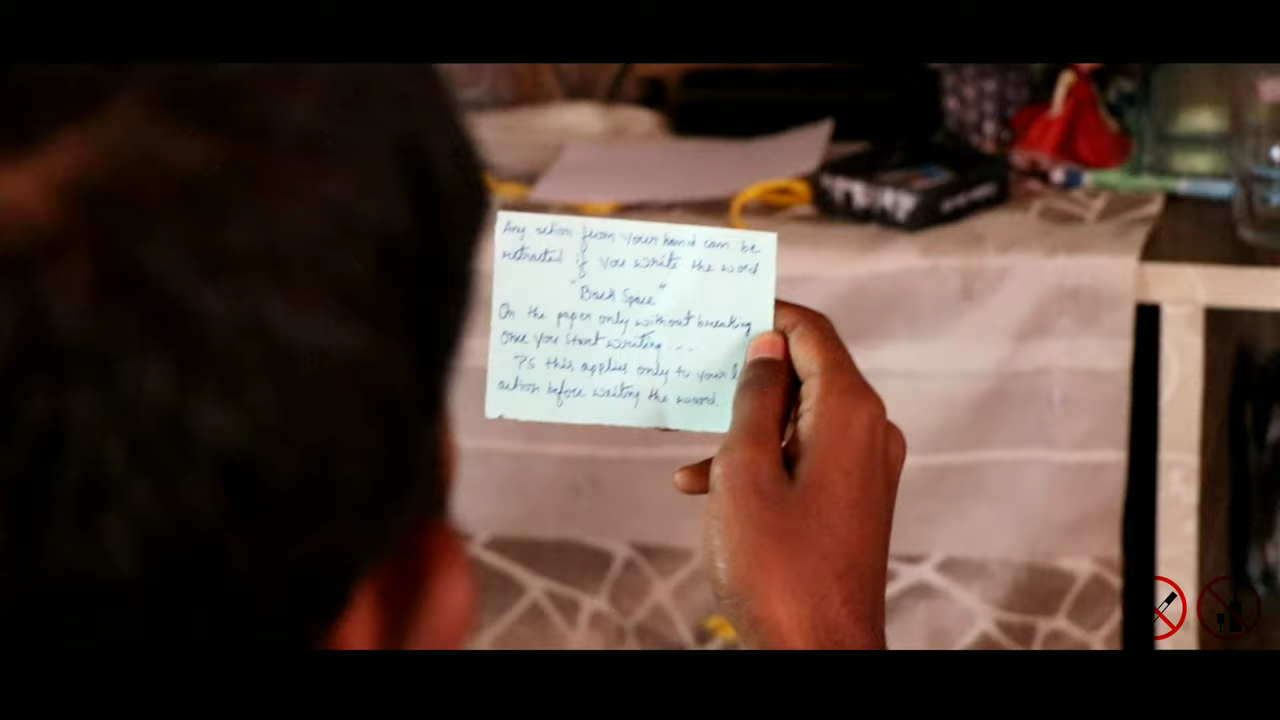 Any action from your hand can be
retracted if you write the word
"Back Space"
On the paper only without breaking
once you start writing ---
PS this applies only to your
action before writing the word